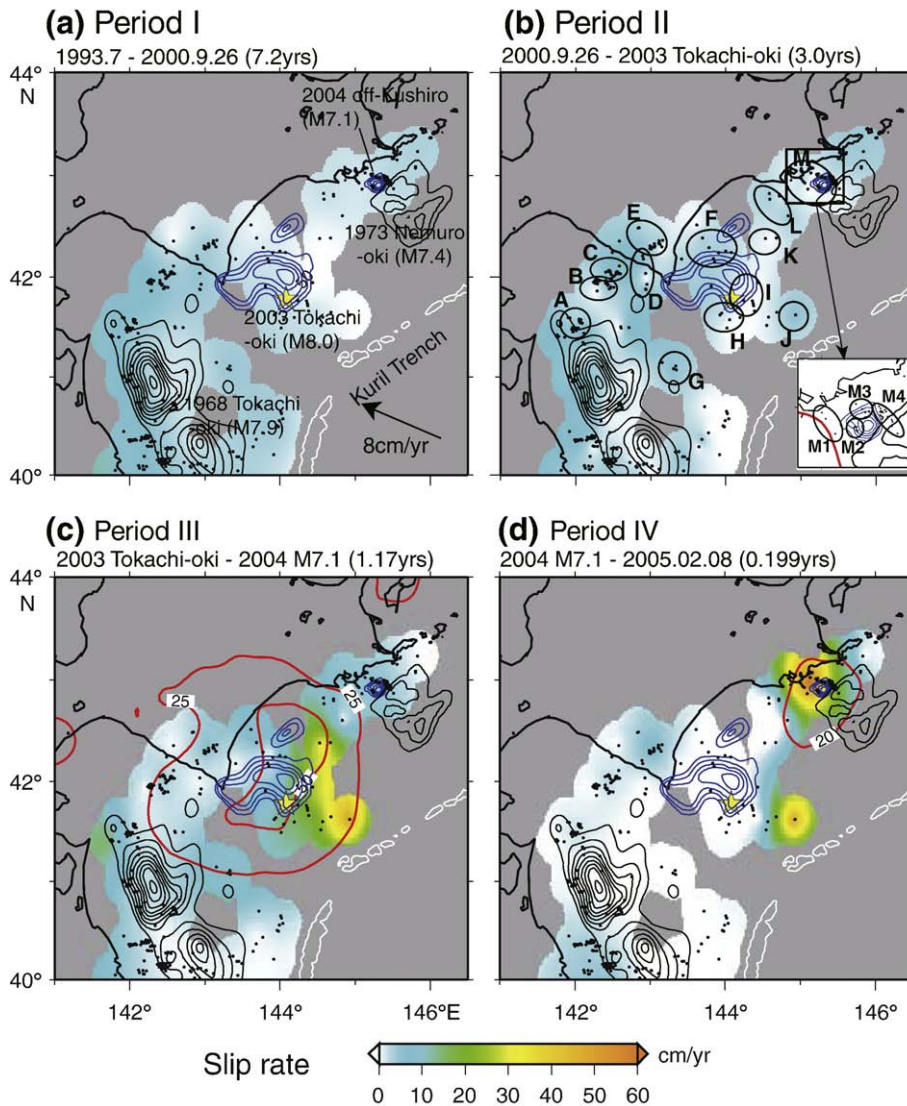 (a) Period I
1993.7 - 2000.9.26 (7.2yrs)
44°
N
42°
40°
2004 off-Kushiro
(M7.1)
1973 Nemuro
-oki (M7.4)
2003 Tokachi
-oki (M8.0)
1968 Tokachi
-oki (M7.9)
Kuril Trench
8cm/yr
(b) Period II
2000.9.26 - 2003 Tokachi-oki (3.0yrs)
M
E
F
L
C
K
B
D
I
A
H
J
G
M3
M4
M1
M2
(c) Period III
2003 Tokachi-oki - 2004 M7.1 (1.17yrs)
44°
N
42°
40°
25
25
142°
144°
146°E
(d) Period IV
2004 M7.1 - 2005.02.08 (0.199yrs)
20
142°
144°
146°
Slip rate
cm/yr
0 10 20 30 40 50 60